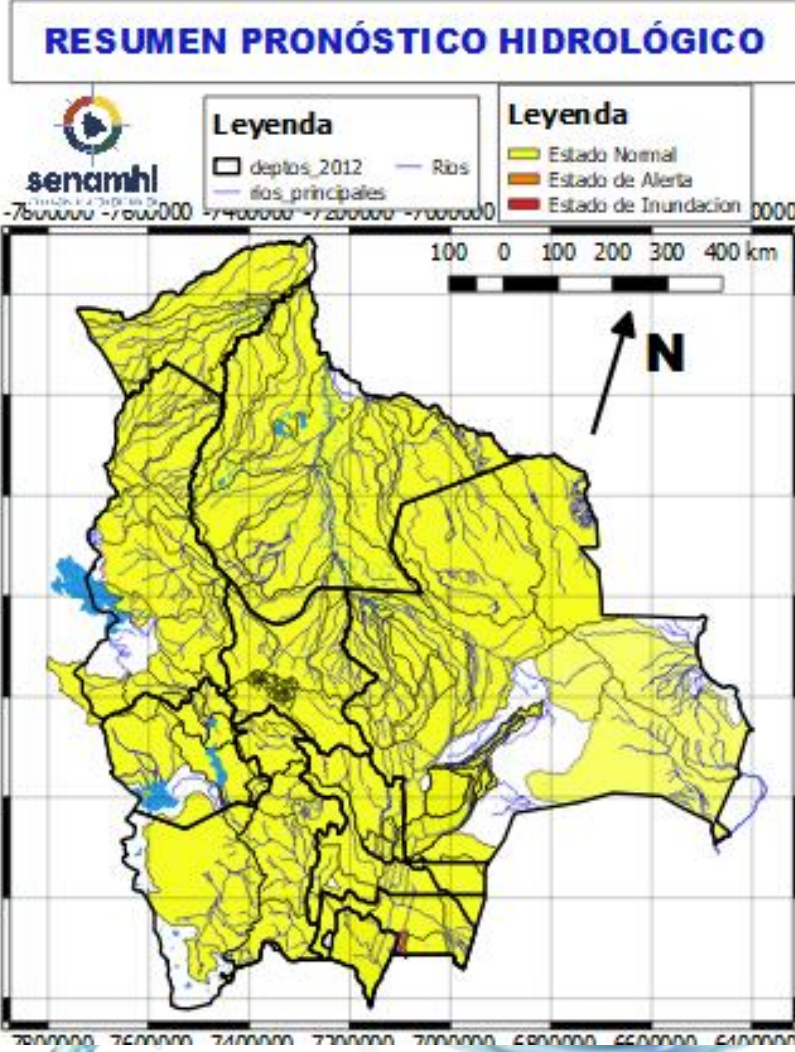 RESUMEN PRONÓSTICO HIDROLÓGICO
senamhi
Leyenda
deptos_2012
Rios
rios_principales
Leyenda
Estado Normal
Estado de Alerta
Estado de Inundacion
-7800000 -7600000 -7400000 -7200000 -7000000
100 0 100 200 300 400 km
N
-7800000 -7600000 -7400000 -7200000 -7000000 -6800000 -6600000 -6400000